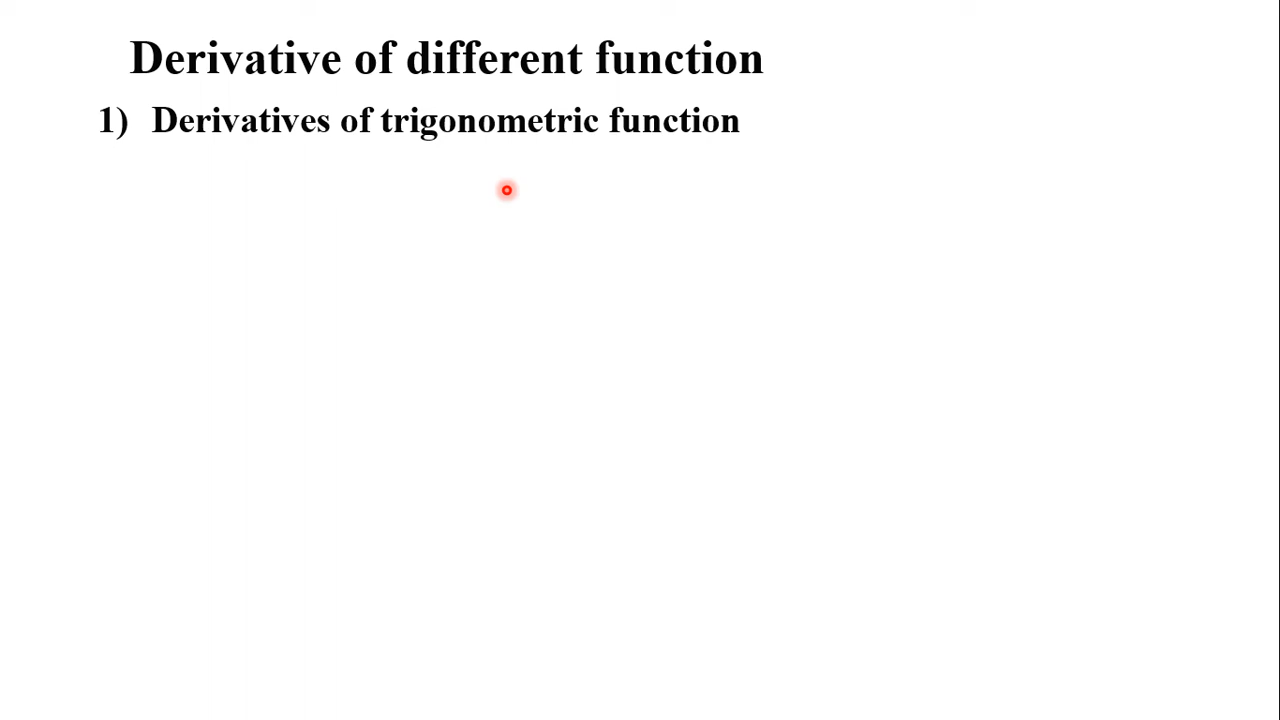 Derivative of different function
1) Derivatives of trigonometric function